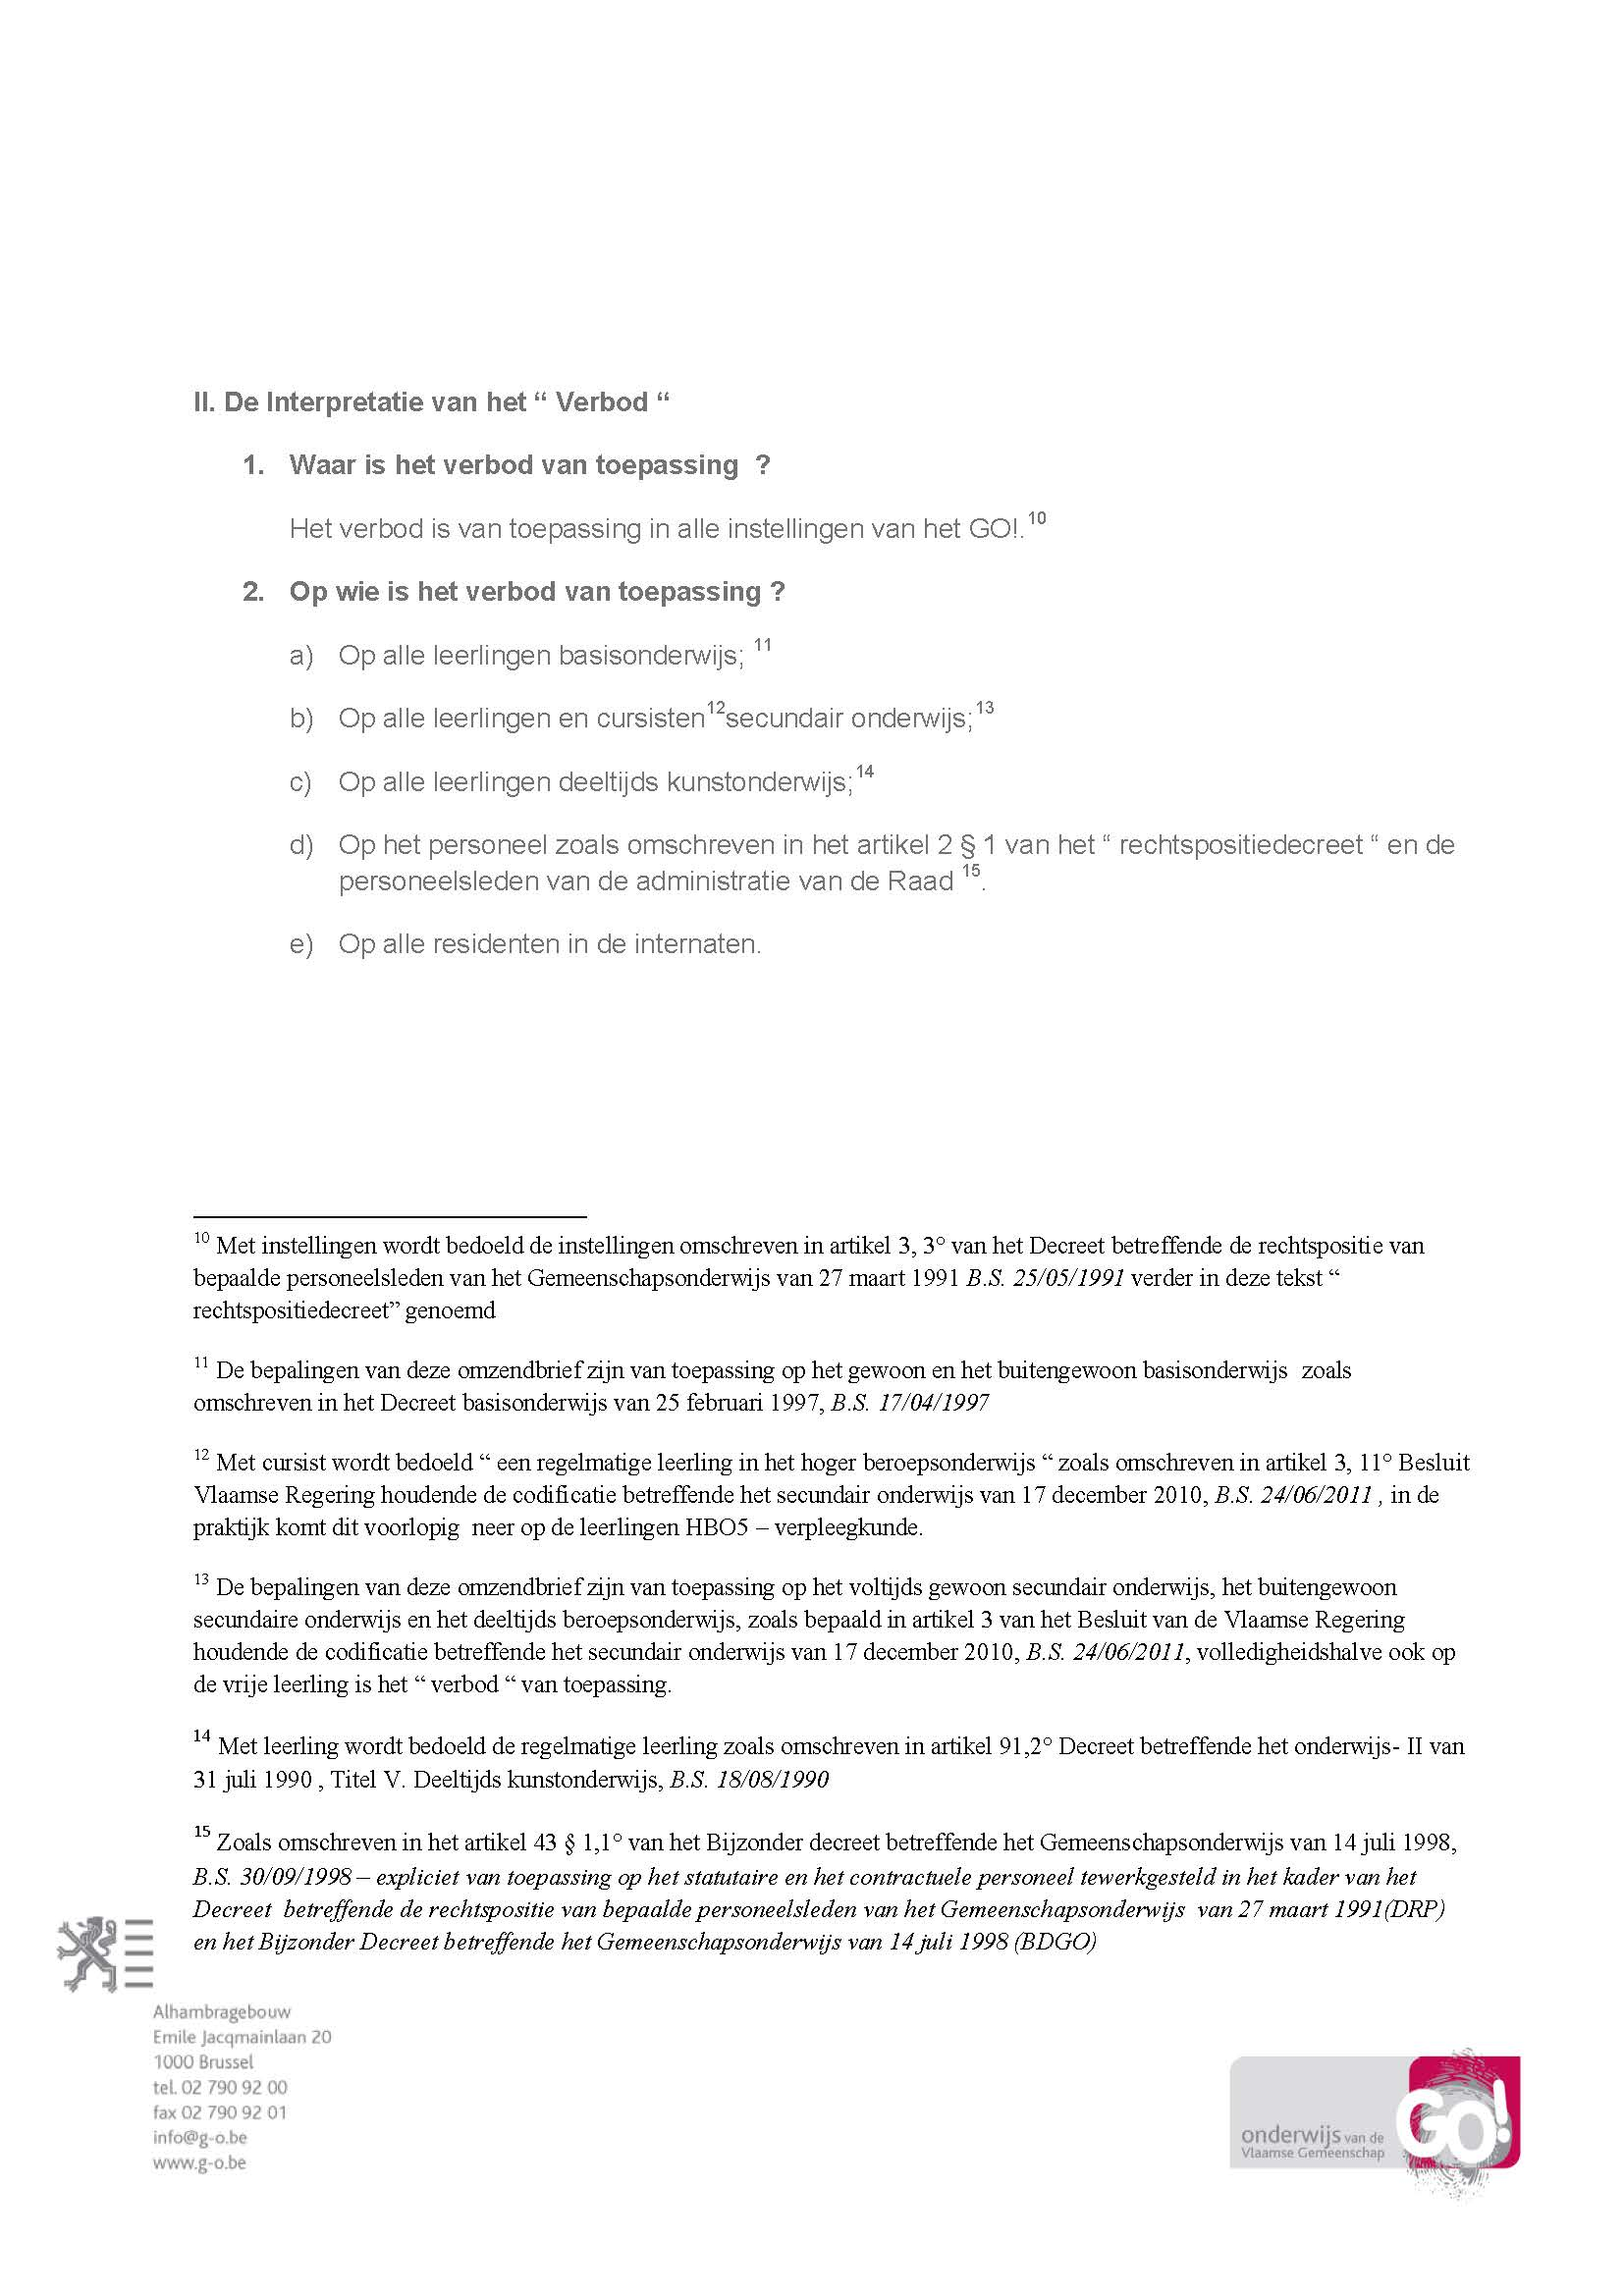 II. De Interpretatie van het “ Verbod “
1. Waar is het verbod van toepassing ?
Het verbod is van toepassing in alle instellingen van het GO!.10
2. Op wie is het verbod van toepassing ?
a) Op alle leerlingen basisonderwijs; 11
b) Op alle leerlingen en cursisten12secundair onderwijs;13
c) Op alle leerlingen deeltijds kunstonderwijs;14
d) Op het personeel zoals omschreven in het artikel 2 § 1 van het “ rechtspositiedecreet “ en de
personeelsleden van de administratie van de Raad 15.
e) Op alle residenten in de internaten.
10 Met instellingen wordt bedoeld de instellingen omschreven in artikel 3, 3° van het Decreet betreffende de rechtspositie van
bepaalde personeelsleden van het Gemeenschapsonderwijs van 27 maart 1991 B.S. 25/05/1991 verder in deze tekst “
rechtspositiedecreet” genoemd
11 De bepalingen van deze omzendbrief zijn van toepassing op het gewoon en het buitengewoon basisonderwijs zoals
omschreven in het Decreet basisonderwijs van 25 februari 1997, B.S. 17/04/1997
12 Met cursist wordt bedoeld “ een regelmatige leerling in het hoger beroepsonderwijs “ zoals omschreven in artikel 3, 11° Besluit
Vlaamse Regering houdende de codificatie betreffende het secundair onderwijs van 17 december 2010, B.S. 24/06/2011 , in de
praktijk komt dit voorlopig neer op de leerlingen HBO5 – verpleegkunde.
13 De bepalingen van deze omzendbrief zijn van toepassing op het voltijds gewoon secundair onderwijs, het buitengewoon
secundaire onderwijs en het deeltijds beroepsonderwijs, zoals bepaald in artikel 3 van het Besluit van de Vlaamse Regering
houdende de codificatie betreffende het secundair onderwijs van 17 december 2010, B.S. 24/06/2011, volledigheidshalve ook op
de vrije leerling is het “ verbod “ van toepassing.
14 Met leerling wordt bedoeld de regelmatige leerling zoals omschreven in artikel 91,2° Decreet betreffende het onderwijs- II van
31 juli 1990 , Titel V. Deeltijds kunstonderwijs, B.S. 18/08/1990
15 Zoals omschreven in het artikel 43 § 1,1° van het Bijzonder decreet betreffende het Gemeenschapsonderwijs van 14 juli 1998,
B.S. 30/09/1998 – expliciet van toepassing op het statutaire en het contractuele personeel tewerkgesteld in het kader van het
Decreet betreffende de rechtspositie van bepaalde personeelsleden van het Gemeenschapsonderwijs van 27 maart 1991(DRP)
en het Bijzonder Decreet betreffende het Gemeenschapsonderwijs van 14 juli 1998 (BDGO)
Alhambragebouw
Emile Jacqmainlaan 20
1000 Brussel
tel. 02 790 92 00
fax 02 790 92 01
info@g-o.be
www.g-o.be
onderwijs van de
Vlaamse Gemeenschap
GO!